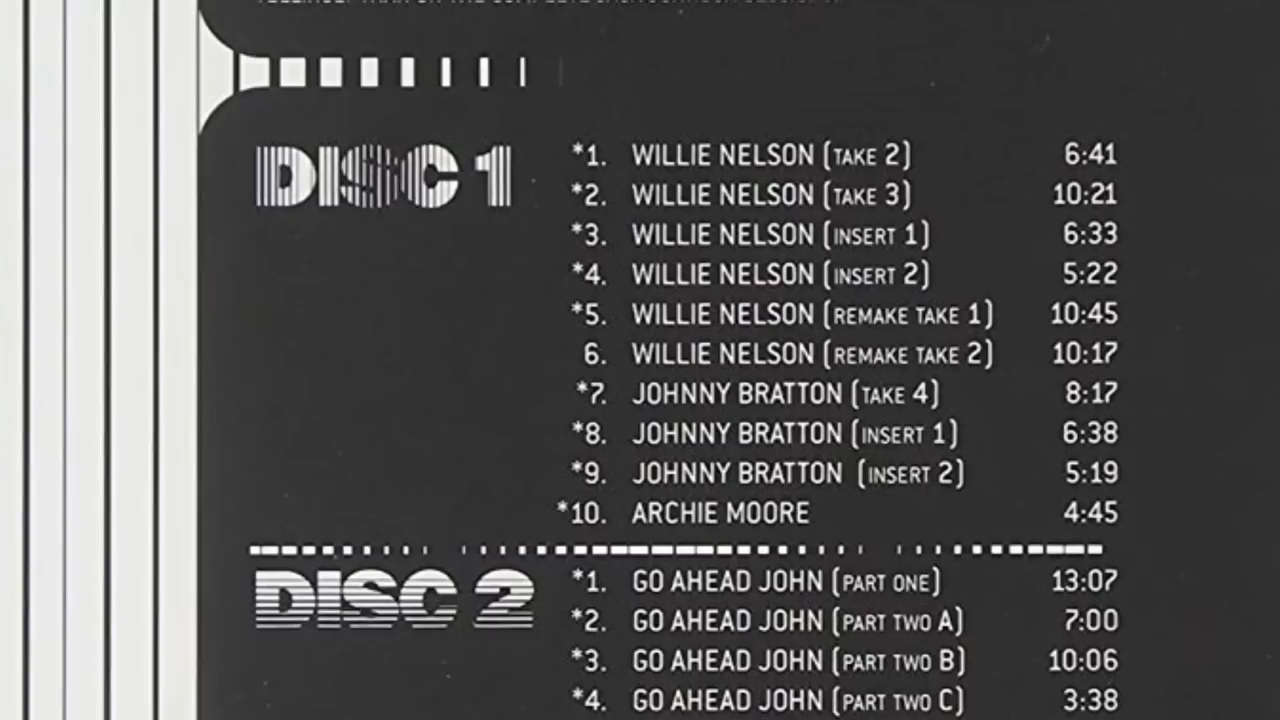 DISC 1
*1. WILLIE NELSON (TAKE 2) 6:41
*2. WILLIE NELSON (TAKE 3) 10:21
*3. WILLIE NELSON (INSERT 1) 6:33
*4. WILLIE NELSON (INSERT 2) 5:22
*5. WILLIE NELSON (REMAKE TAKE 1) 10:45
6. WILLIE NELSON (REMAKE TAKE 2) 10:17
*7. JOHNNY BRATTON (TAKE 4) 8:17
*8. JOHNNY BRATTON (INSERT 1) 6:38
*9. JOHNNY BRATTON (INSERT 2) 5:19
*10. ARCHIE MOORE 4:45
DISC 2
*1. GO AHEAD JOHN (PART ONE) 13:07
*2. GO AHEAD JOHN (PART TWO A) 7:00
*3. GO AHEAD JOHN (PART TWO B) 10:06
*4. GO AHEAD JOHN (PART TWO C) 3:38